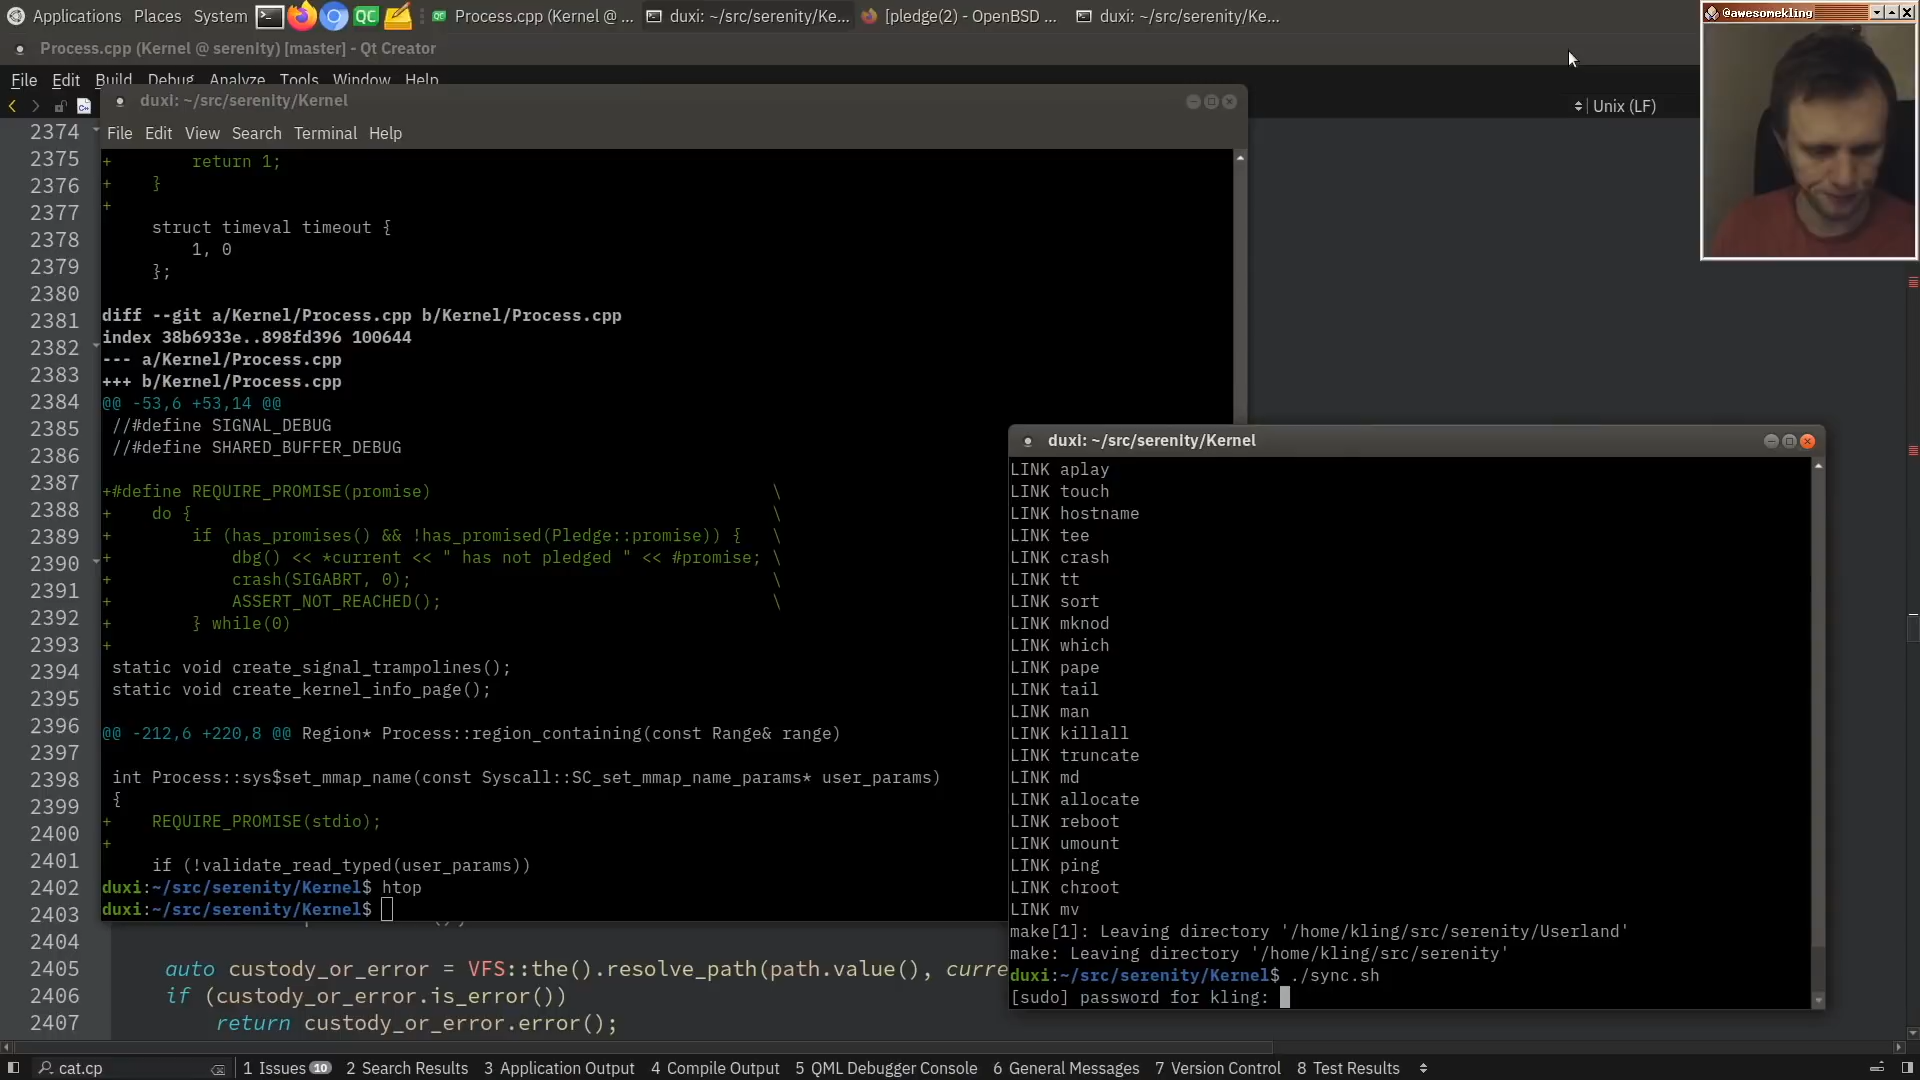 Applications Places System QC Process.cpp (Kernel @ ... duxi: ~/src/serenity/Ke... [pledge(2) - OpenBSD ... duxi: ~/src/serenity/Ke...
@awesomekling
Process.cpp (Kernel @ serenity) [master] - Qt Creator
File Edit Build Debug Analyze Tools Window Help
Unix (LF)
duxi: ~/src/serenity/Kernel
File Edit View Search Terminal Help
2374
2375
2376
2377
2378
2379
2380
2381
2382
2383
2384
2385
2386
2387
2388
2389
2390
2391
2392
2393
2394
2395
2396
2397
2398
2399
2400
2401
2402
2403
2404
2405
2406
2407
+ return 1;
+ }
+
struct timeval timeout {
1, 0
};
diff --git a/Kernel/Process.cpp b/Kernel/Process.cpp
index 38b6933e..898fd396 100644
--- a/Kernel/Process.cpp
+++ b/Kernel/Process.cpp
@@ -53,6 +53,14 @@
//#define SIGNAL_DEBUG
//#define SHARED_BUFFER_DEBUG
+#define REQUIRE_PROMISE(promise) \
+ do { \
+ if (has_promises() && !has_promised(Pledge::promise)) { \
+ dbg() << *current << " has not pledged " << #promise; \
+ crash(SIGABRT, 0); \
+ ASSERT_NOT_REACHED(); \
+ } while(0)
+
static void create_signal_trampolines();
static void create_kernel_info_page();
@@ -212,6 +220,8 @@ Region* Process::region_containing(const Range& range)
int Process::sys$set_mmap_name(const Syscall::SC_set_mmap_name_params* user_params)
{
+ REQUIRE_PROMISE(stdio);
+
if (!validate_read_typed(user_params))
duxi:~/src/serenity/Kernel$ htop
duxi:~/src/serenity/Kernel$
auto custody_or_error = VFS::the().resolve_path(path.value(), curre
if (custody_or_error.is_error())
return custody_or_error.error();
duxi: ~/src/serenity/Kernel
LINK aplay
LINK touch
LINK hostname
LINK tee
LINK crash
LINK tt
LINK sort
LINK mknod
LINK which
LINK pape
LINK tail
LINK man
LINK killall
LINK truncate
LINK md
LINK allocate
LINK reboot
LINK umount
LINK ping
LINK chroot
LINK mv
make[1]: Leaving directory '/home/kling/src/serenity/Userland'
make: Leaving directory '/home/kling/src/serenity'
duxi:~/src/serenity/Kernel$ ./sync.sh
[sudo] password for kling:
cat.cp 1 Issues 10 2 Search Results 3 Application Output 4 Compile Output 5 QML Debugger Console 6 General Messages 7 Version Control 8 Test Results